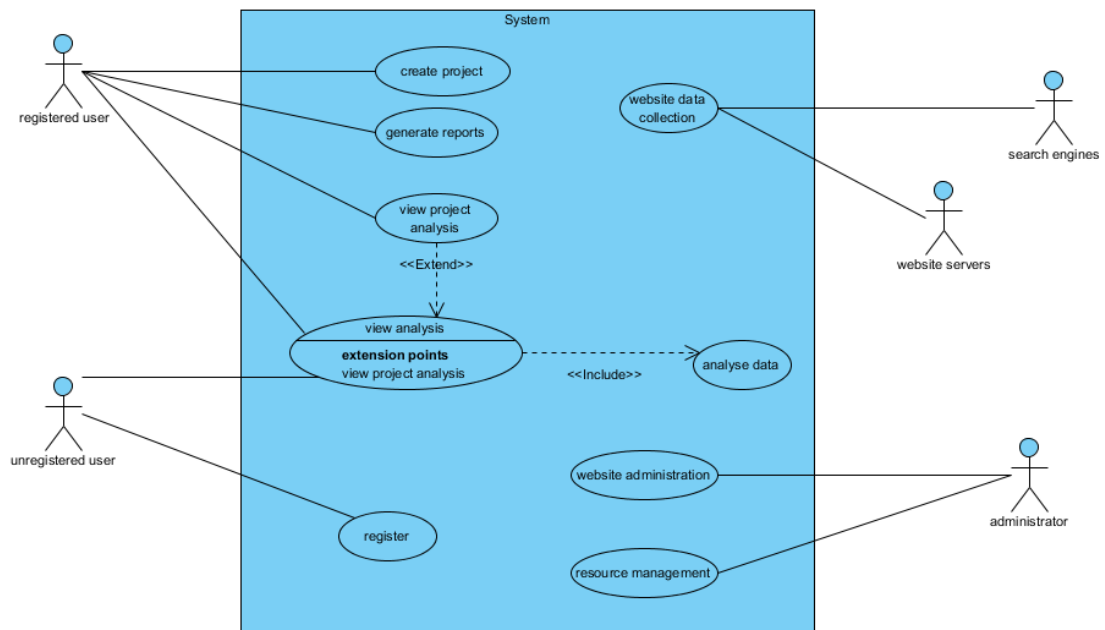 System
create project
registered user
generate reports
website data
collection
search engines
view project
analysis
<<Extend>>
website servers
view analysis
extension points
view project analysis
<<Include>>
analyse data
unregistered user
website administration
register
administrator
resource management